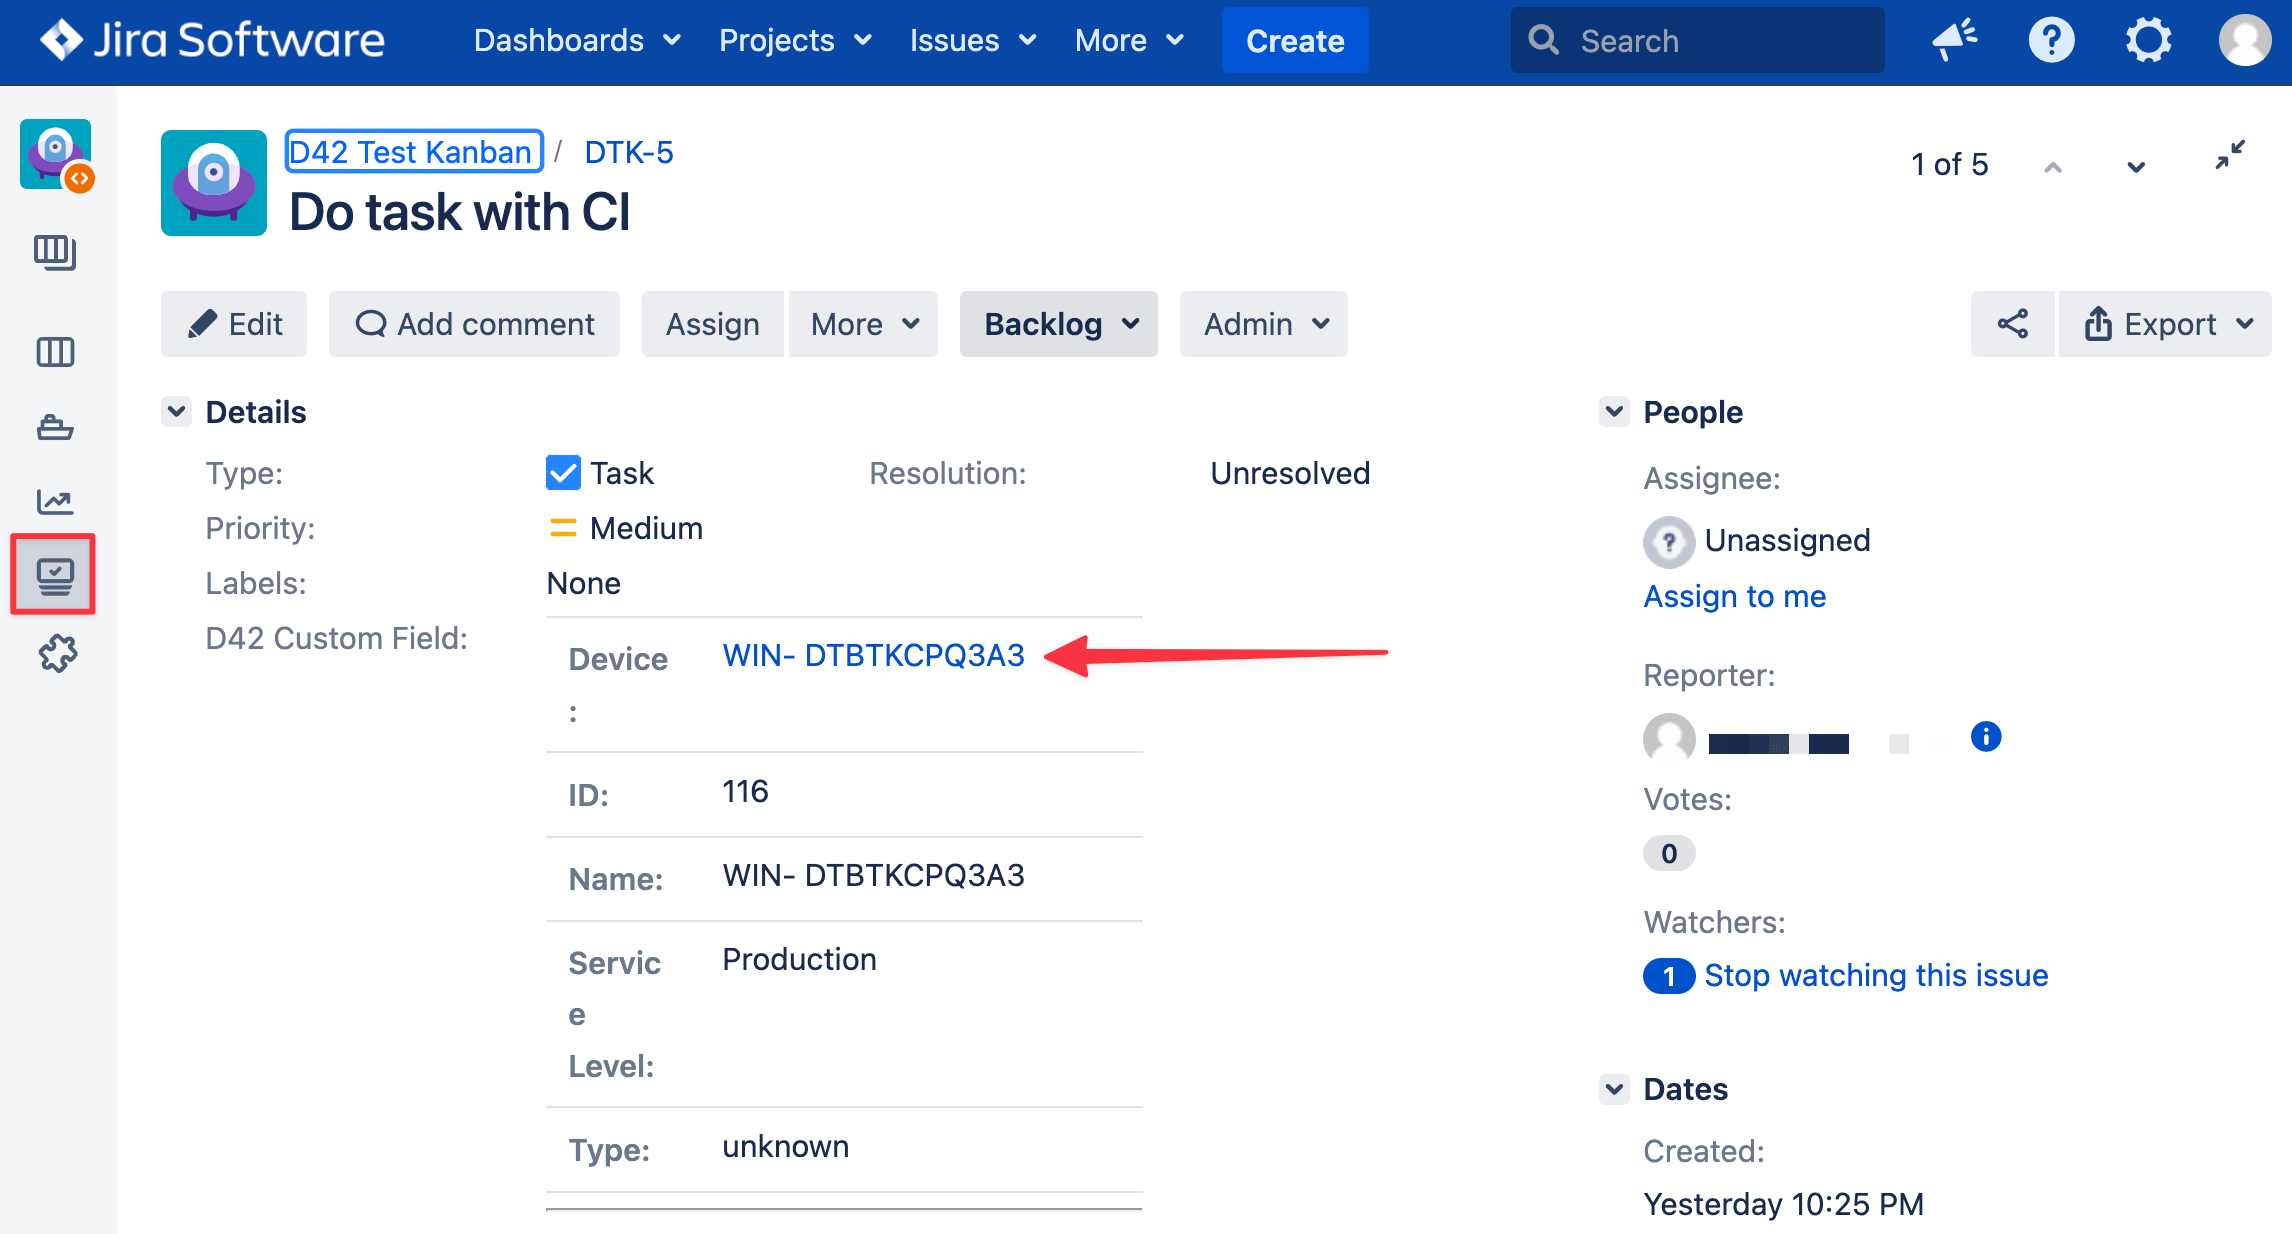 Jira Software
Dashboards Projects Issues More Create Search
D42 Test Kanban / DTK-5
1 of 5
Do task with CI
Edit Add comment Assign More Backlog Admin Export
Details
Type: Task Resolution: Unresolved
Priority: Medium
Labels: None
D42 Custom Field:
Device WIN- DTBTKCPQ3A3
:
ID: 116
Name: WIN- DTBTKCPQ3A3
Servic Production
e
Level:
Type: unknown
People
Assignee:
Unassigned
Assign to me
Reporter:
Votes:
0
Watchers:
1 Stop watching this issue
Dates
Created:
Yesterday 10:25 PM